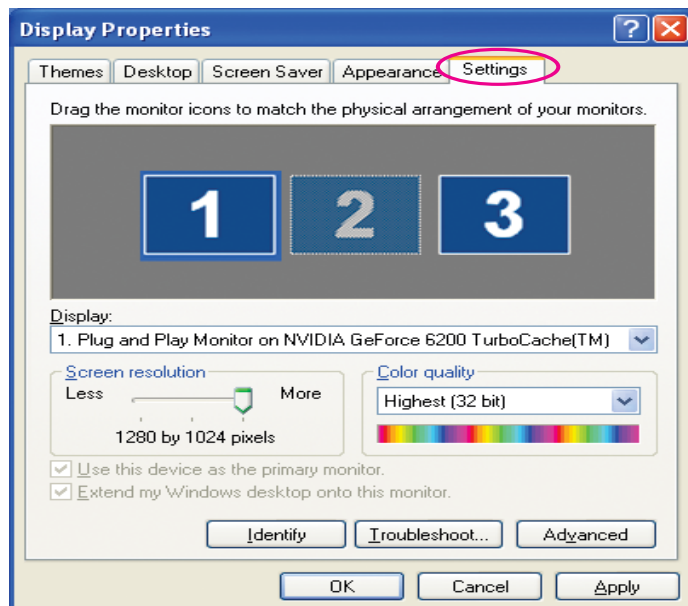 Display Properties
?
Themes Desktop Screen Saver Appearance Settings
Drag the monitor icons to match the physical arrangement of your monitors.
1 2 3
Display:
1. Plug and Play Monitor on NVIDIA GeForce 6200 TurboCache(TM)
Screen resolution
Less More
1280 by 1024 pixels
Color quality
Highest (32 bit)
Use this device as the primary monitor.
Extend my Windows desktop onto this monitor.
Identify Troubleshoot... Advanced
OK Cancel Apply